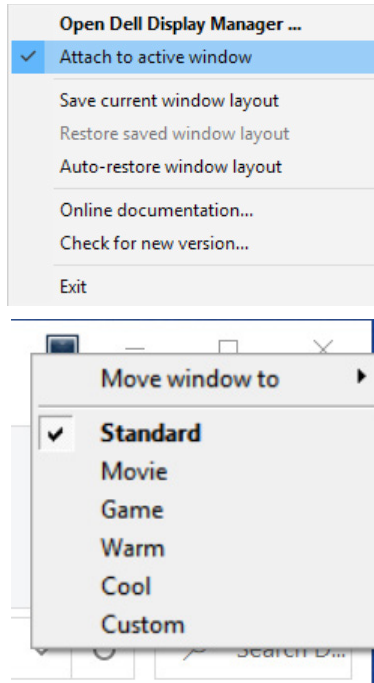 Open Dell Display Manager ...
Attach to active window
Save current window layout
Restore saved window layout
Auto-restore window layout
Online documentation...
Check for new version...
Exit
Move window to
Standard
Movie
Game
Warm
Cool
Custom
Search D...